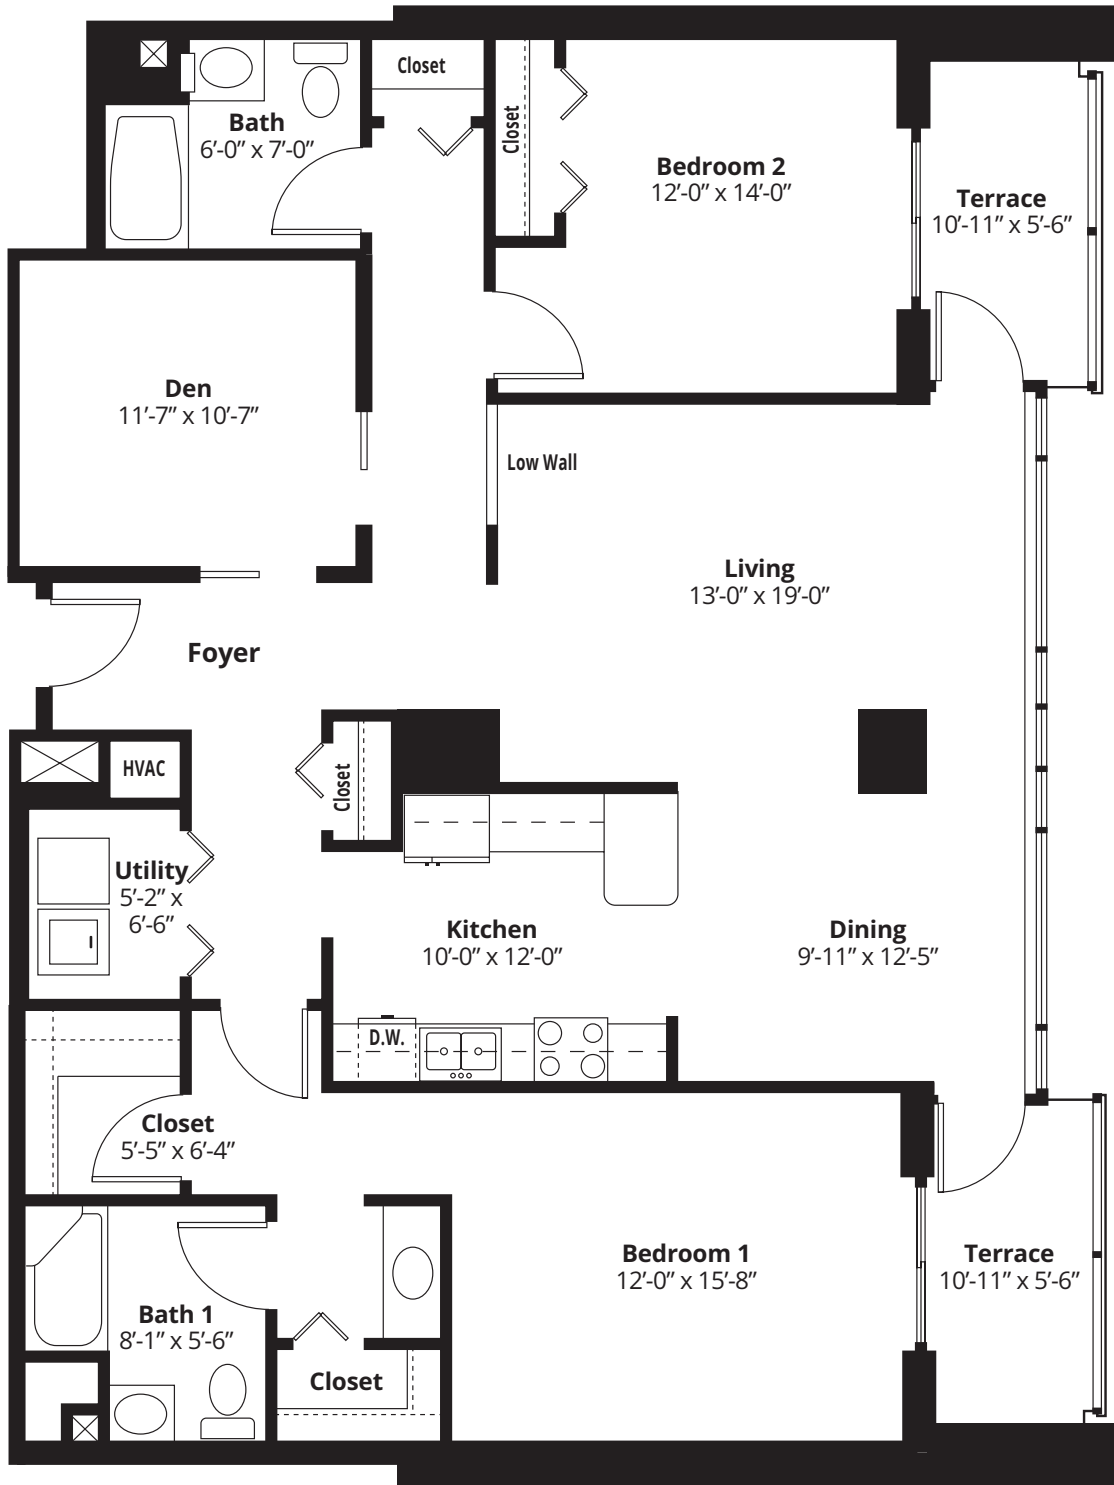 Closet
Bath
6’-0” x 7’-0”
Closet
Bedroom 2
12’-0” x 14’-0”
Terrace
10’-11” x 5’-6”
Den
11’-7” x 10’-7”
Low Wall
Living
13’-0” x 19’-0”
Foyer
HVAC
Closet
Utility
5’-2” x
6’-6”
Kitchen
10’-0” x 12’-0”
Dining
9’-11” x 12’-5”
D.W.
Closet
5’-5” x 6’-4”
Bedroom 1
12’-0” x 15’-8”
Terrace
10’-11” x 5’-6”
Bath 1
8’-1” x 5’-6”
Closet